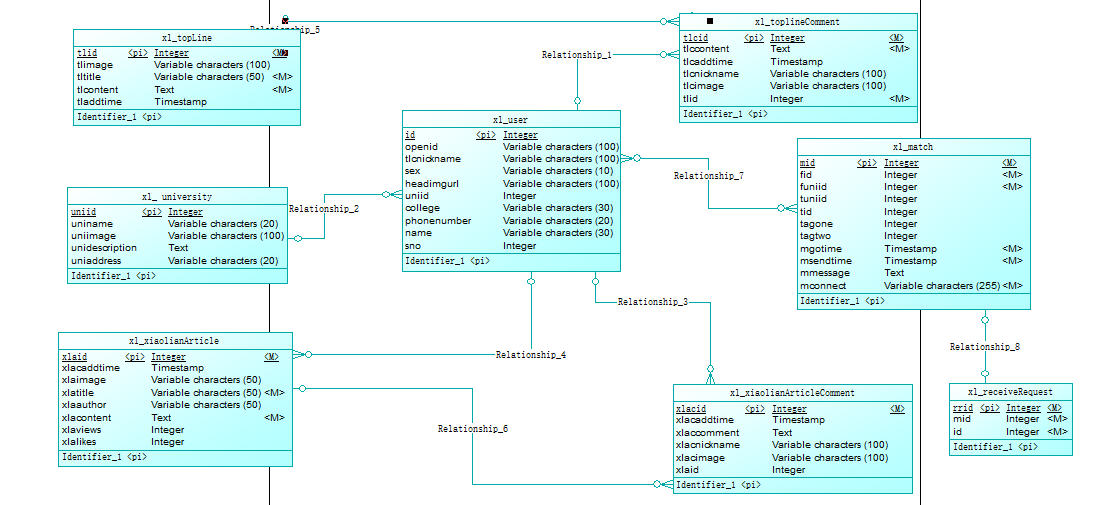 Relationship_5
xl_topLine
tlid <pi> Integer <M>
tlimage Variable characters (100)
tltitle Variable characters (50) <M>
tlcontent Text <M>
tladdtime Timestamp
Identifier_1 <pi>
xl_toplineComment
tlcid <pi> Integer <M>
tlccontent Text <M>
tlcaddtime Timestamp
tlcnickname Variable characters (100)
tlcimage Variable characters (100)
tlid Integer <M>
Identifier_1 <pi>
Relationship_1
xl_user
id <pi> Integer
openid Variable characters (100)
tlcnickname Variable characters (100)
sex Variable characters (10)
headimgurl Variable characters (100)
uniid Integer
college Variable characters (30)
phonenumber Variable characters (20)
name Variable characters (30)
sno Integer
Identifier_1 <pi>
Relationship_7
xl_match
mid <pi> Integer <M>
fid Integer <M>
funiid Integer <M>
tuniid Integer
tid Integer
tagone Integer
tagtwo Integer
mgotime Timestamp <M>
msendtime Timestamp <M>
mmessage Text
mconnect Variable characters (255) <M>
Identifier_1 <pi>
xl_ university
uniid <pi> Integer
uniname Variable characters (20)
uniimage Variable characters (100)
unidescription Text
uniaddress Variable characters (20)
Identifier_1 <pi>
Relationship_2
Relationship_3
Relationship_4
Relationship_8
xl_xiaolianArticle
xlaid <pi> Integer <M>
xlacaddtime Timestamp
xlaimage Variable characters (50)
xlatitle Variable characters (50) <M>
xlaauthor Variable characters (50)
xlacontent Text <M>
xlaviews Integer
xlalikes Integer
Identifier_1 <pi>
Relationship_6
xl_xiaolianArticleComment
xlacid <pi> Integer <M>
xlacaddtime Timestamp
xlaccomment Text
xlacnickname Variable characters (100)
xlacimage Variable characters (100)
xlaid Integer
Identifier_1 <pi>
xl_receiveRequest
rrid <pi> Integer <M>
mid Integer <M>
id Integer <M>
Identifier_1 <pi>